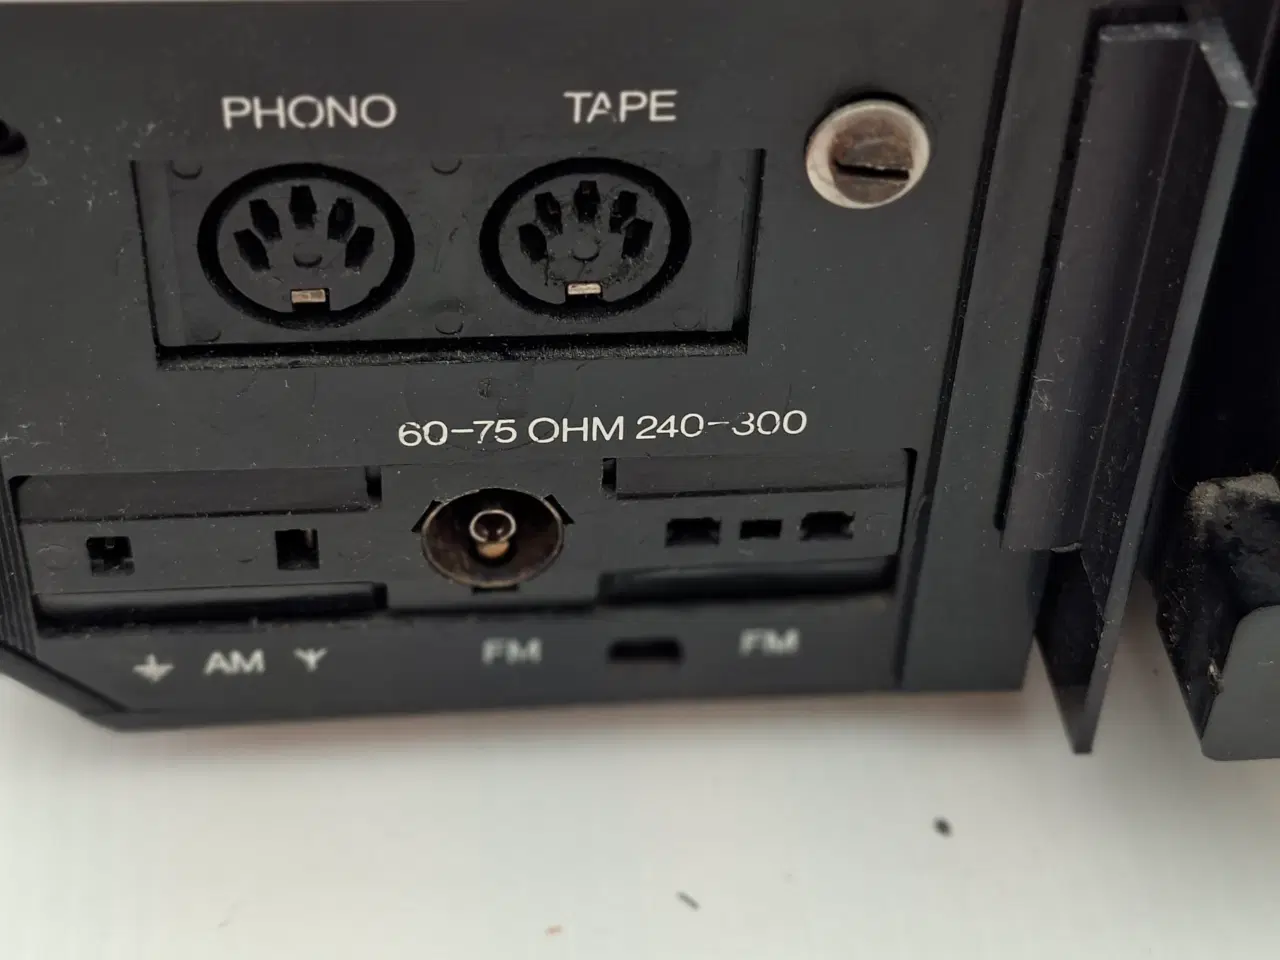 PHONO TAPE
60-75 OHM 240-300
AM FM FM